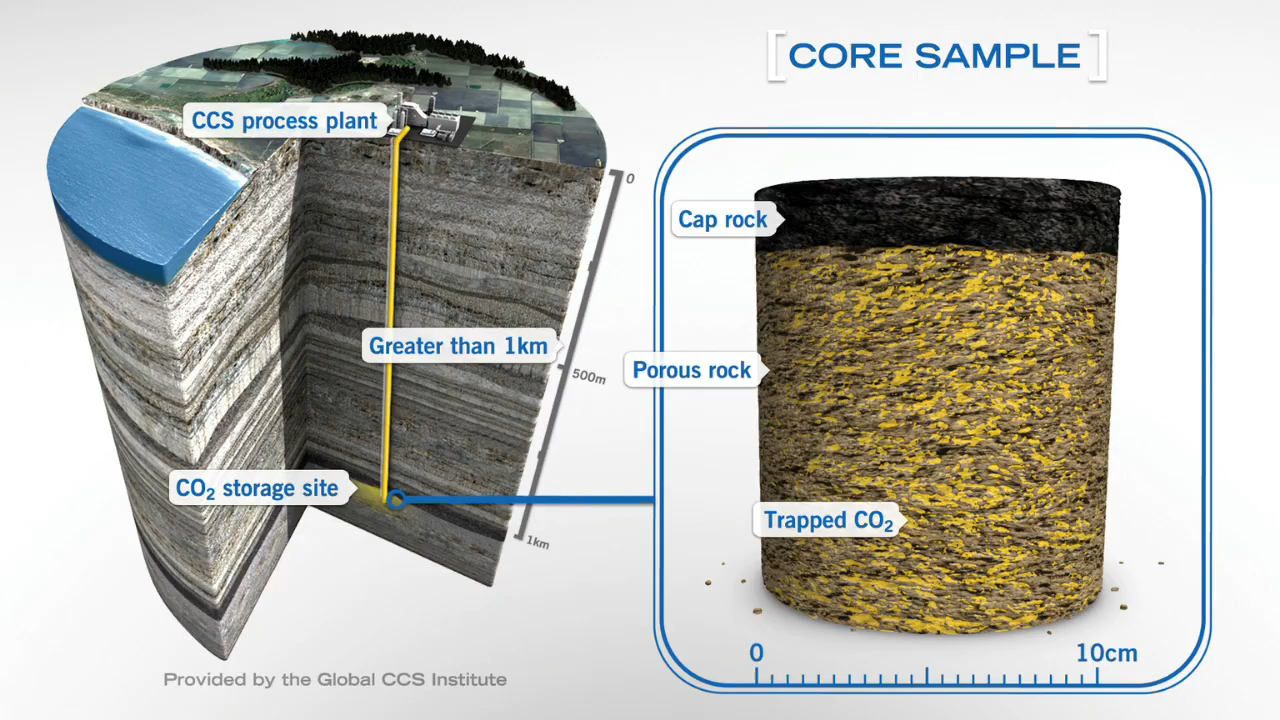 [CORE SAMPLE]
CCS process plant
0
Greater than 1km
500m
CO₂ storage site
1km
Cap rock
Porous rock
Trapped CO₂
0
10cm
Provided by the Global CCS Institute